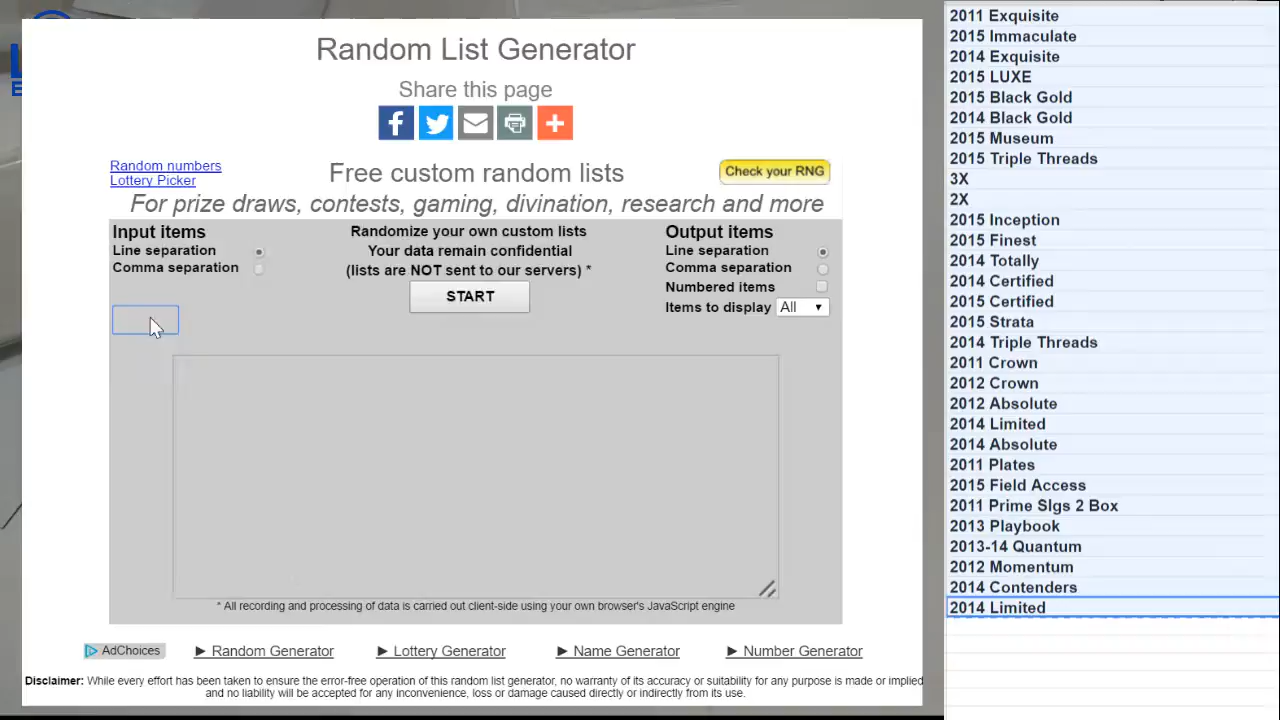 Random List Generator
Share this page
Random numbers
Lottery Picker
Free custom random lists
Check your RNG
For prize draws, contests, gaming, divination, research and more
Input items
Line separation
Comma separation
Randomize your own custom lists
Your data remain confidential
(lists are NOT sent to our servers) *
START
Output items
Line separation
Comma separation
Numbered items
Items to display All
* All recording and processing of data is carried out client-side using your own browser's JavaScript engine
AdChoices
► Random Generator
► Lottery Generator
► Name Generator
► Number Generator
Disclaimer: While every effort has been taken to ensure the error-free operation of this random list generator, no warranty of its accuracy or suitability for any purpose is made or implied
and no liability will be accepted for any inconvenience, loss or damage caused directly or indirectly from its use.
2011 Exquisite
2015 Immaculate
2014 Exquisite
2015 LUXE
2015 Black Gold
2014 Black Gold
2015 Museum
2015 Triple Threads
3X
2X
2015 Inception
2015 Finest
2014 Totally
2014 Certified
2015 Certified
2015 Strata
2014 Triple Threads
2011 Crown
2012 Crown
2012 Absolute
2014 Limited
2014 Absolute
2011 Plates
2015 Field Access
2011 Prime SIgs 2 Box
2013 Playbook
2013-14 Quantum
2012 Momentum
2014 Contenders
2014 Limited